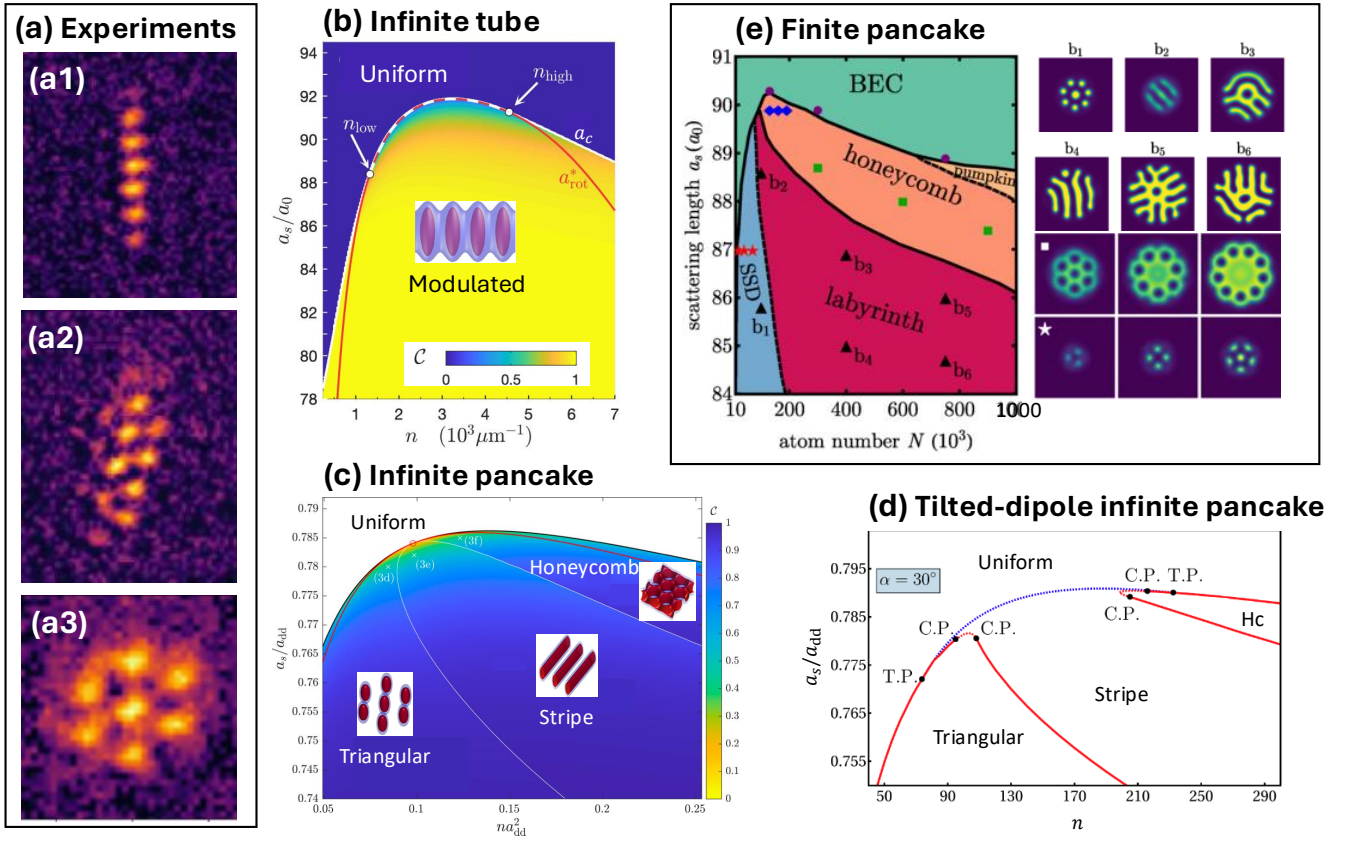 (a) Experiments
(a1)
(a2)
(a3)
(b) Infinite tube
94
92
90
88
86
84
82
80
78
a_s/a_0
Uniform
n_high
n_low
a_c
a*_rot
Modulated
C
0 0.5 1
1 2 3 4 5 6 7
n (10³μm⁻¹)
(c) Infinite pancake
0.79
0.785
0.78
0.775
0.77
0.765
0.76
0.755
0.75
0.745
0.74
a_s/a_dd
Uniform
(3f)
(3e)
(3d)
Honeycomb
Stripe
Triangular
0.05 0.1 0.15 0.2 0.25
na²_dd
C
1
0.9
0.8
0.7
0.6
0.5
0.4
0.3
0.2
0.1
0
(e) Finite pancake
91
90
89
88
87
86
85
84
scattering length a_s(a_0)
BEC
honeycomb
pumpkin
labyrinth
SSD
b₂
b₃
b₁
b₅
b₄
b₆
10 200 400 600 800 1000
atom number N (10³)
b₁ b₂ b₃
b₄ b₅ b₆
(d) Tilted-dipole infinite pancake
0.795
0.785
0.775
0.765
0.755
a_s/a_dd
α = 30°
Uniform
C.P. T.P.
C.P.
Hc
C.P. C.P.
T.P.
Stripe
Triangular
50 90 130 170 210 250 290
n